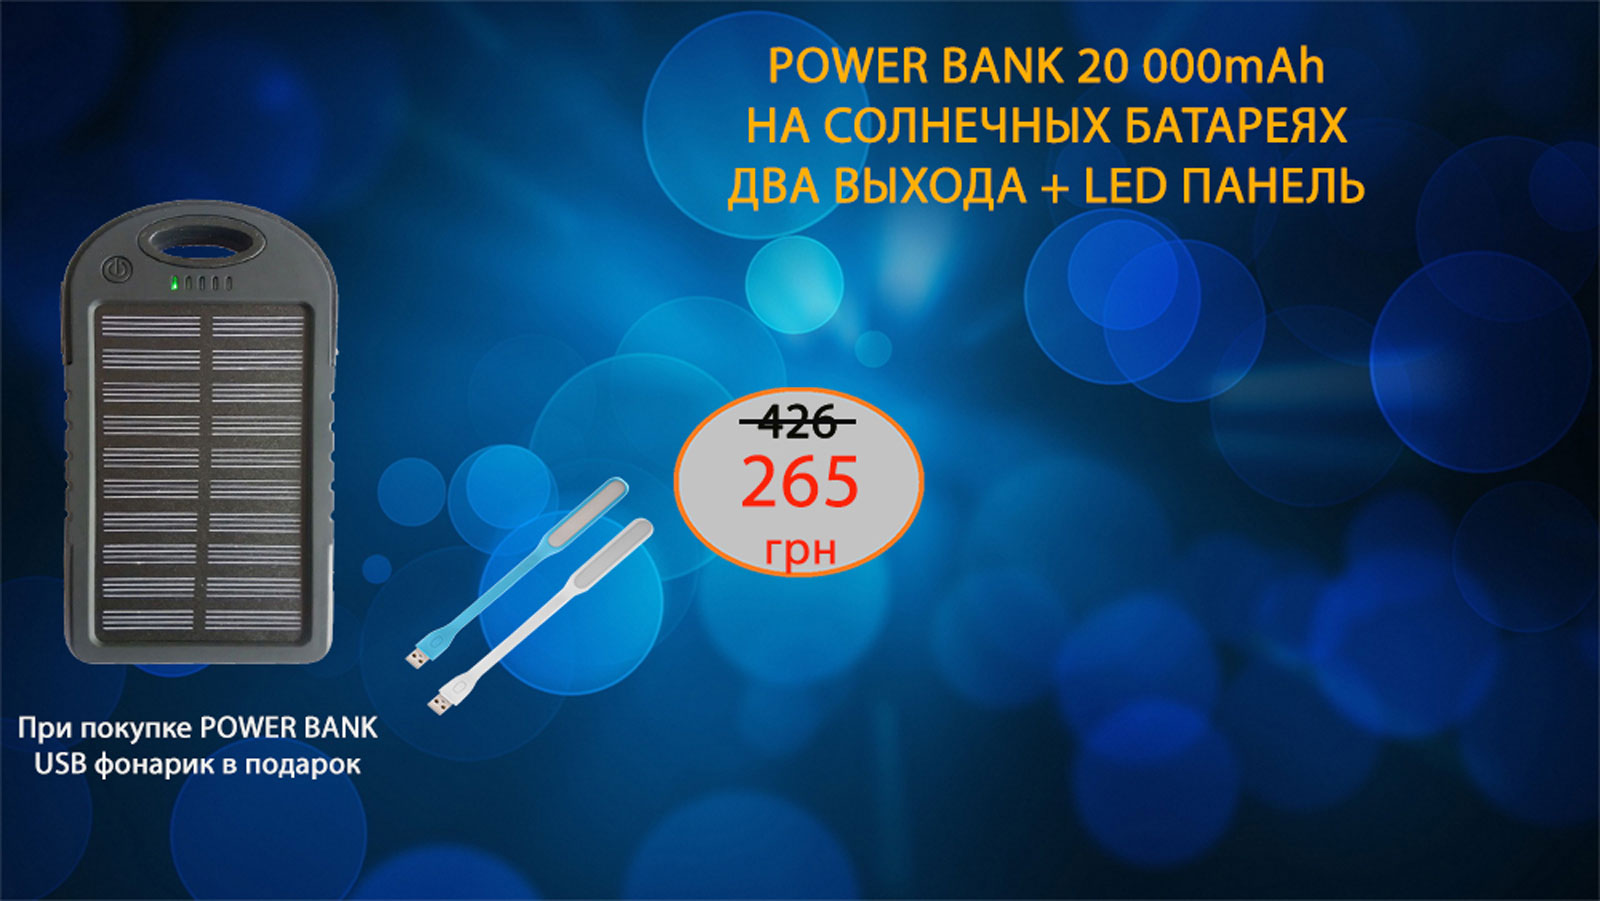 POWER BANK 20 000mAh
НА СОЛНЕЧНЫХ БАТАРЕЯХ
ДВА ВЫХОДА + LED ПАНЕЛЬ
426
265
грн
При покупке POWER BANK
USB фонарик в подарок